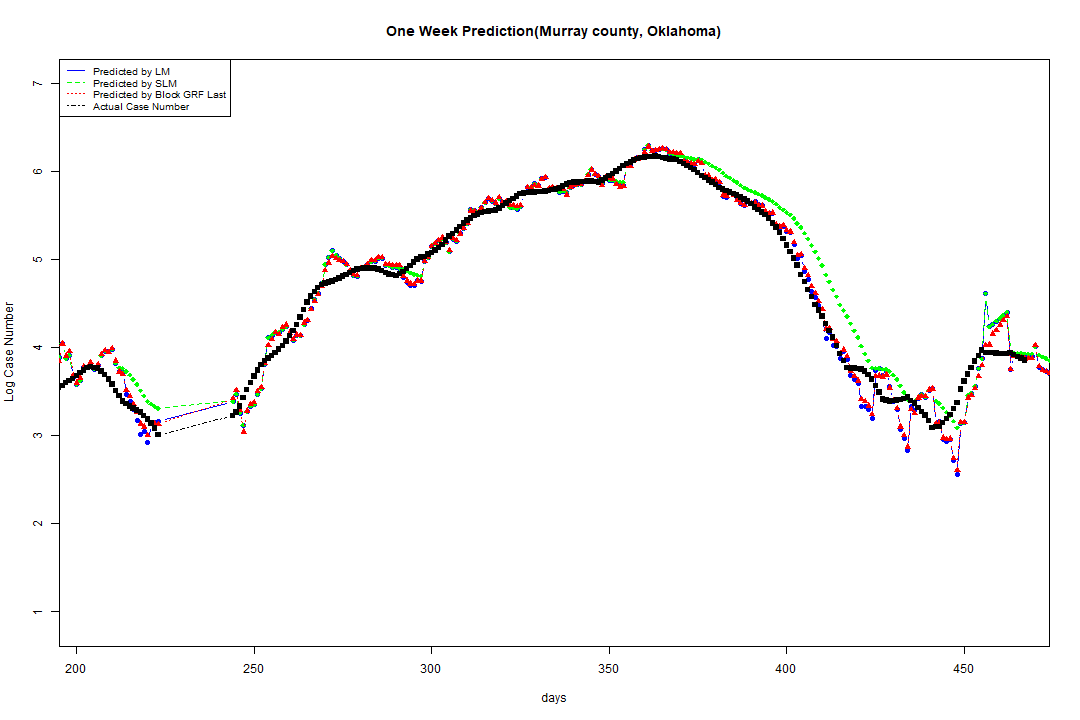 One Week Prediction(Murray county, Oklahoma)
Predicted by LM
Predicted by SLM
Predicted by Block GRF Last
Actual Case Number
7
6
5
4
3
2
1
Log Case Number
200 250 300 350 400 450
days